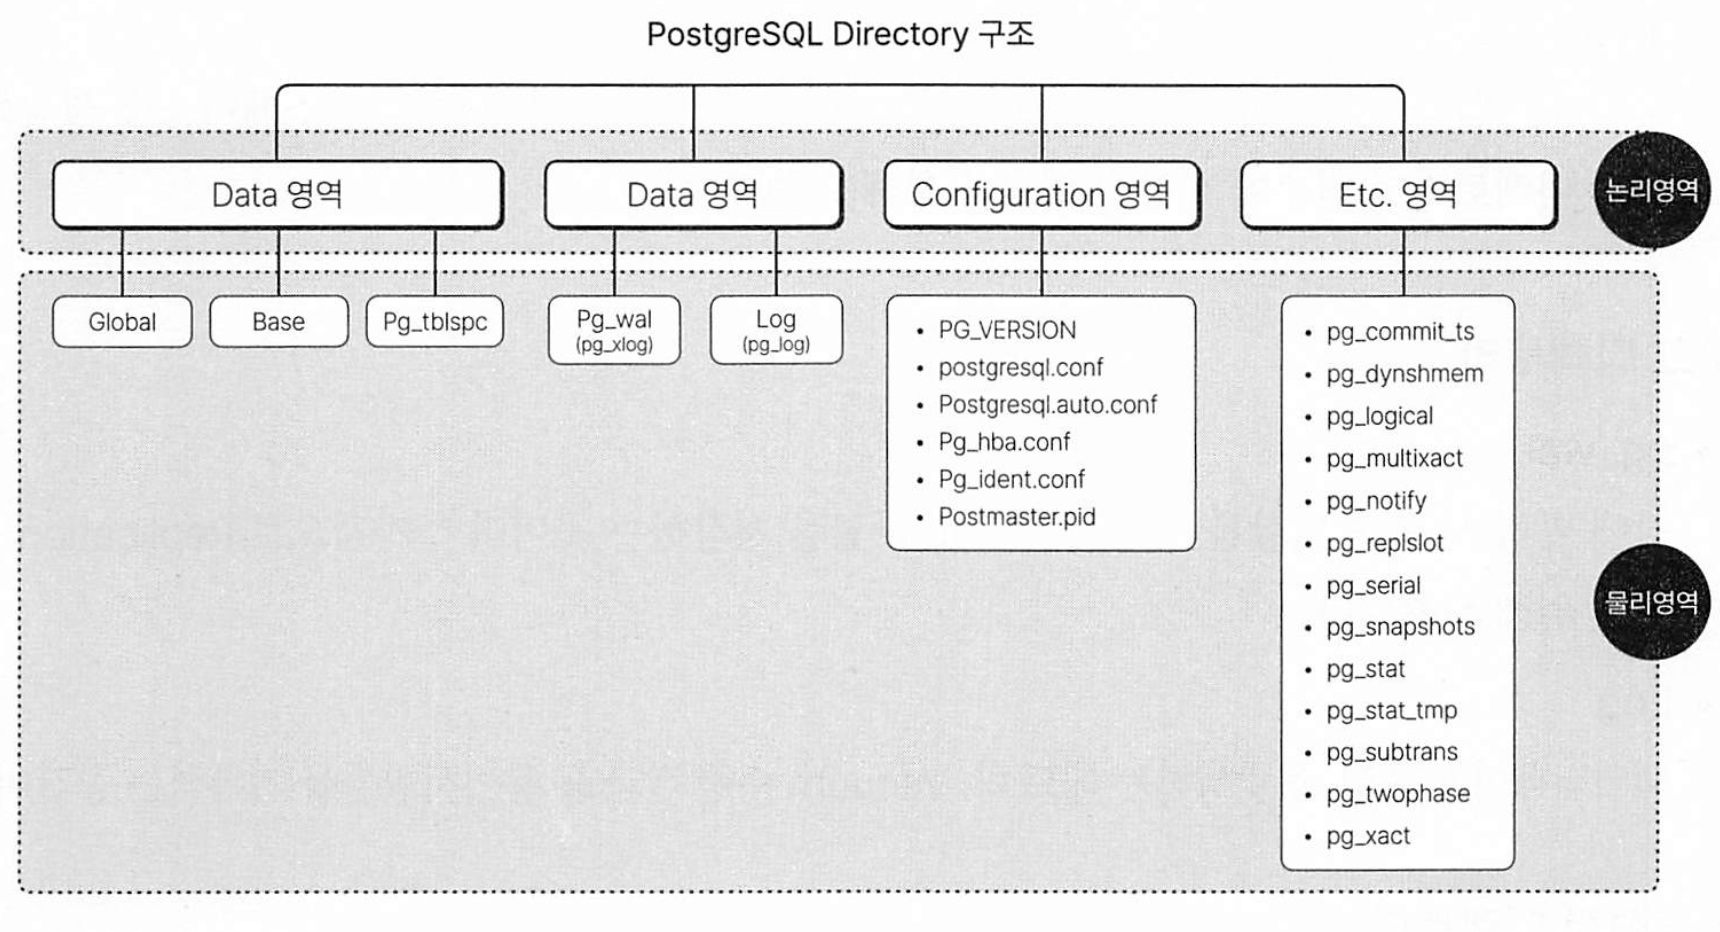 PostgreSQL Directory 구조
Data 영역
Data 영역
Configuration 영역
Etc. 영역
논리영역
Global
Base
Pg_tblspc
Pg_wal
(pg_xlog)
Log
(pg_log)
• PG_VERSION
• postgresql.conf
• Postgresql.auto.conf
• Pg_hba.conf
• Pg_ident.conf
• Postmaster.pid
• pg_commit_ts
• pg_dynshmem
• pg_logical
• pg_multixact
• pg_notify
• pg_replslot
• pg_serial
• pg_snapshots
• pg_stat
• pg_stat_tmp
• pg_subtrans
• pg_twophase
• pg_xact
물리영역